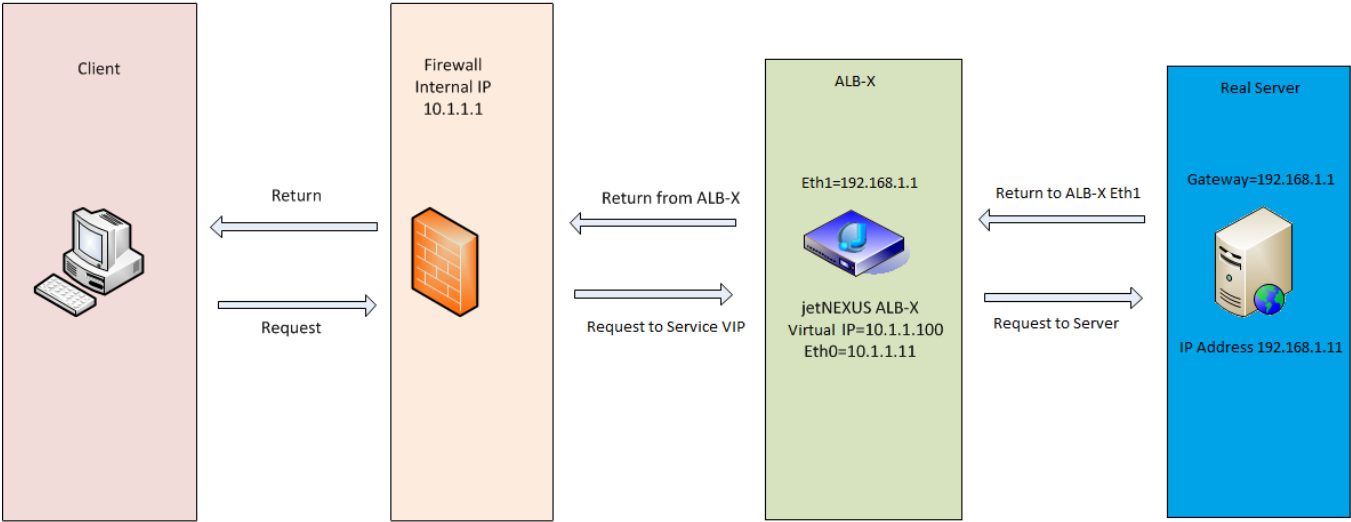 Client
Firewall
Internal IP
10.1.1.1
ALB-X
Real Server
Return
Request
Return from ALB-X
Request to Service VIP
Eth1=192.168.1.1
jetNEXUS ALB-X
Virtual IP=10.1.1.100
Eth0=10.1.1.11
Return to ALB-X Eth1
Request to Server
Gateway=192.168.1.1
IP Address 192.168.1.11